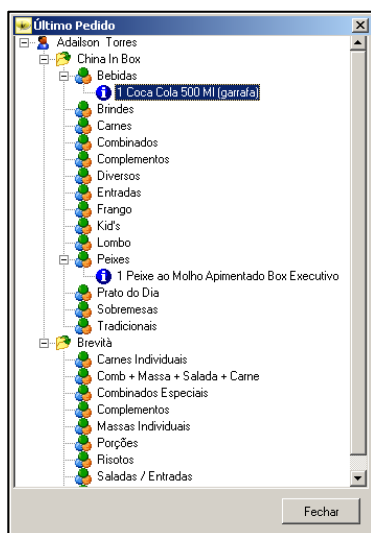 Último Pedido
Adailson Torres
China In Box
Bebidas
1 Coca Cola 500 Ml (garrafa)
Brindes
Carnes
Combinados
Complementos
Diversos
Entradas
Frango
Kid's
Lombo
Peixes
1 Peixe ao Molho Apimentado Box Executivo
Prato do Dia
Sobremesas
Tradicionais
Brevità
Carnes Individuais
Comb + Massa + Salada + Carne
Combinados Especiais
Complementos
Massas Individuais
Porções
Risotos
Saladas / Entradas
Fechar